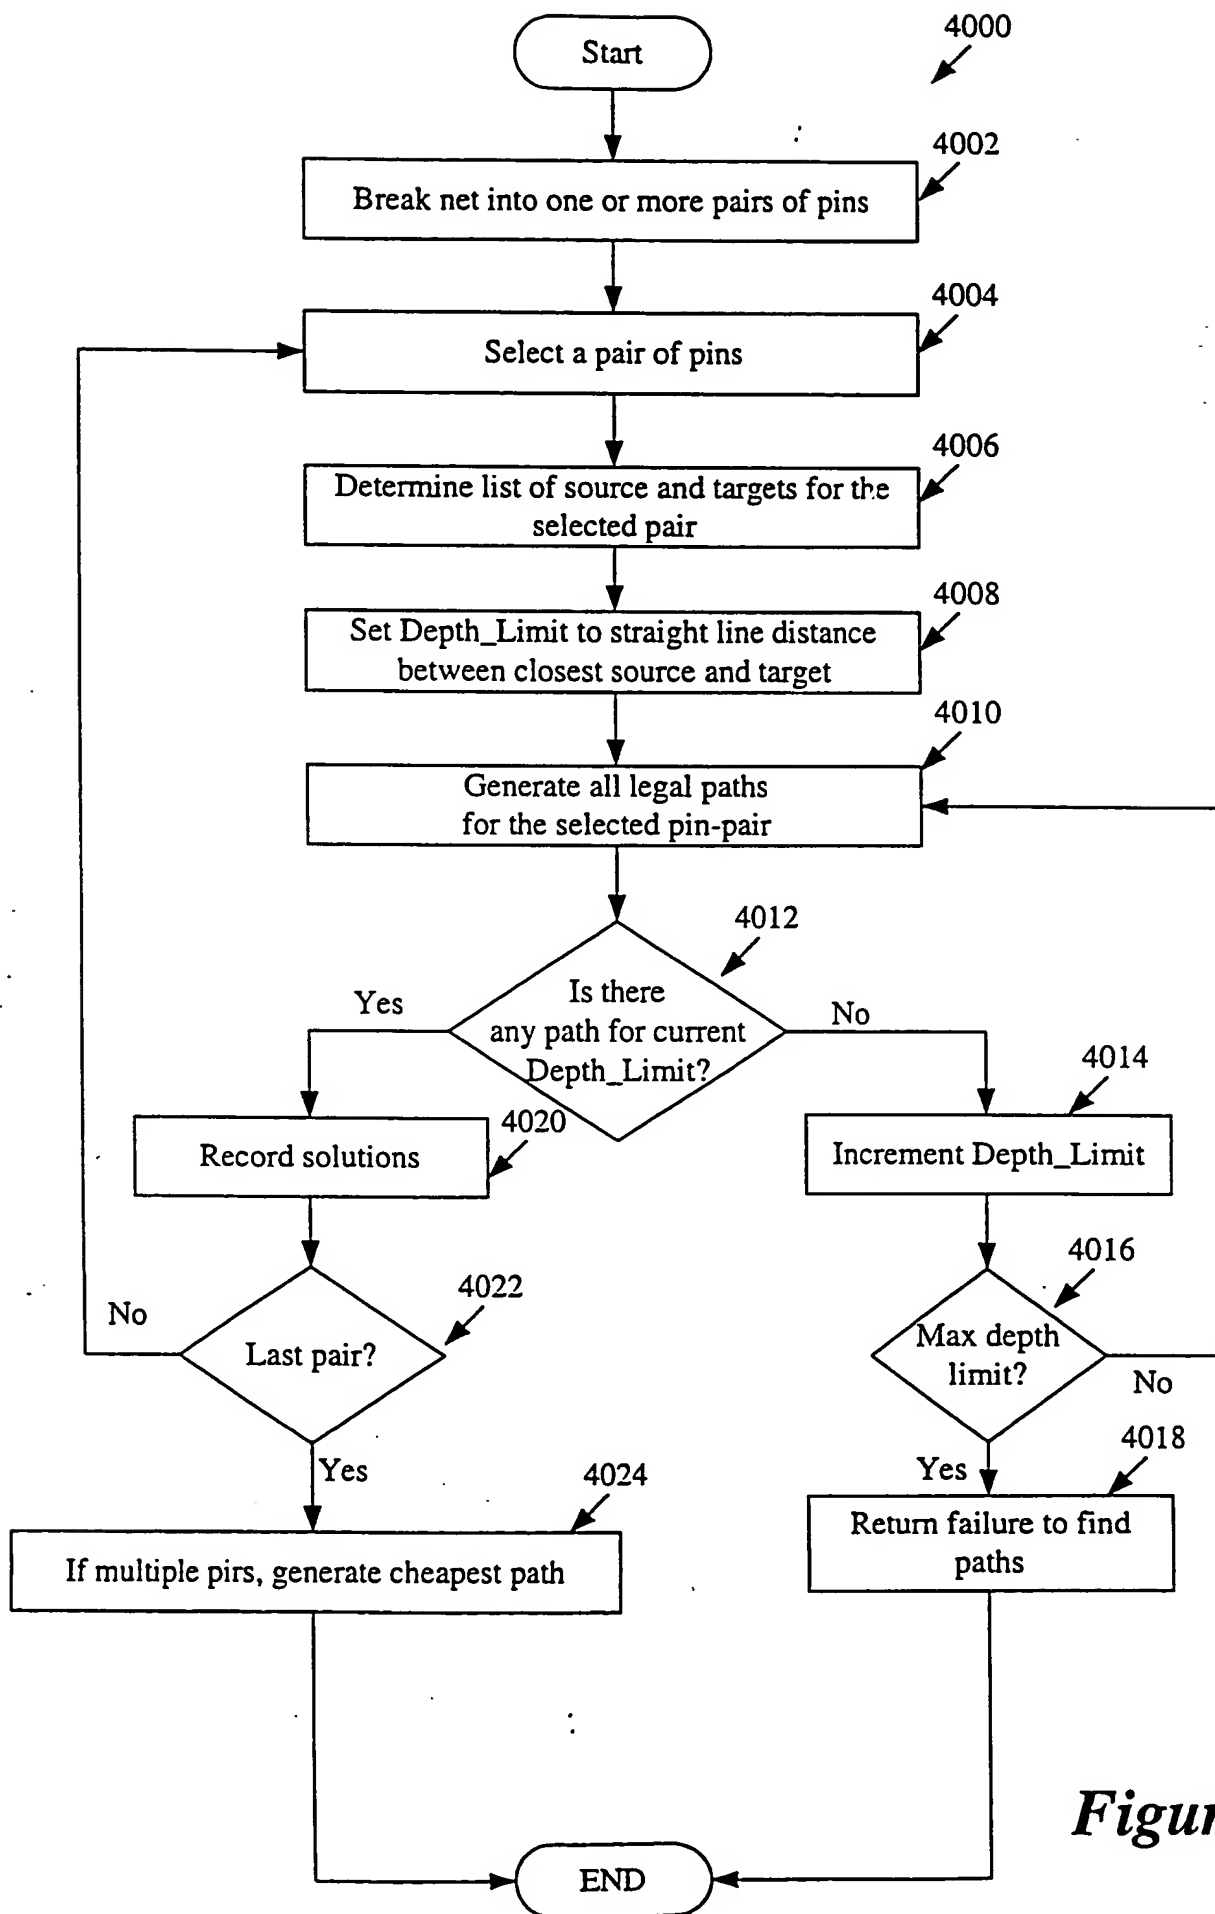 4000
Start
4002
Break net into one or more pairs of pins
4004
Select a pair of pins
4006
Determine list of source and targets for the
selected pair
4008
Set Depth_Limit to straight line distance
between closest source and target
4010
Generate all legal paths
for the selected pin-pair
4012
Is there
any path for current
Depth_Limit?
Yes
No
4014
Increment Depth_Limit
4020
Record solutions
4016
Max depth
limit?
No
4022
Last pair?
No
Yes
4018
Yes
Return failure to find
paths
4024
If multiple pirs, generate cheapest path
END
Figur